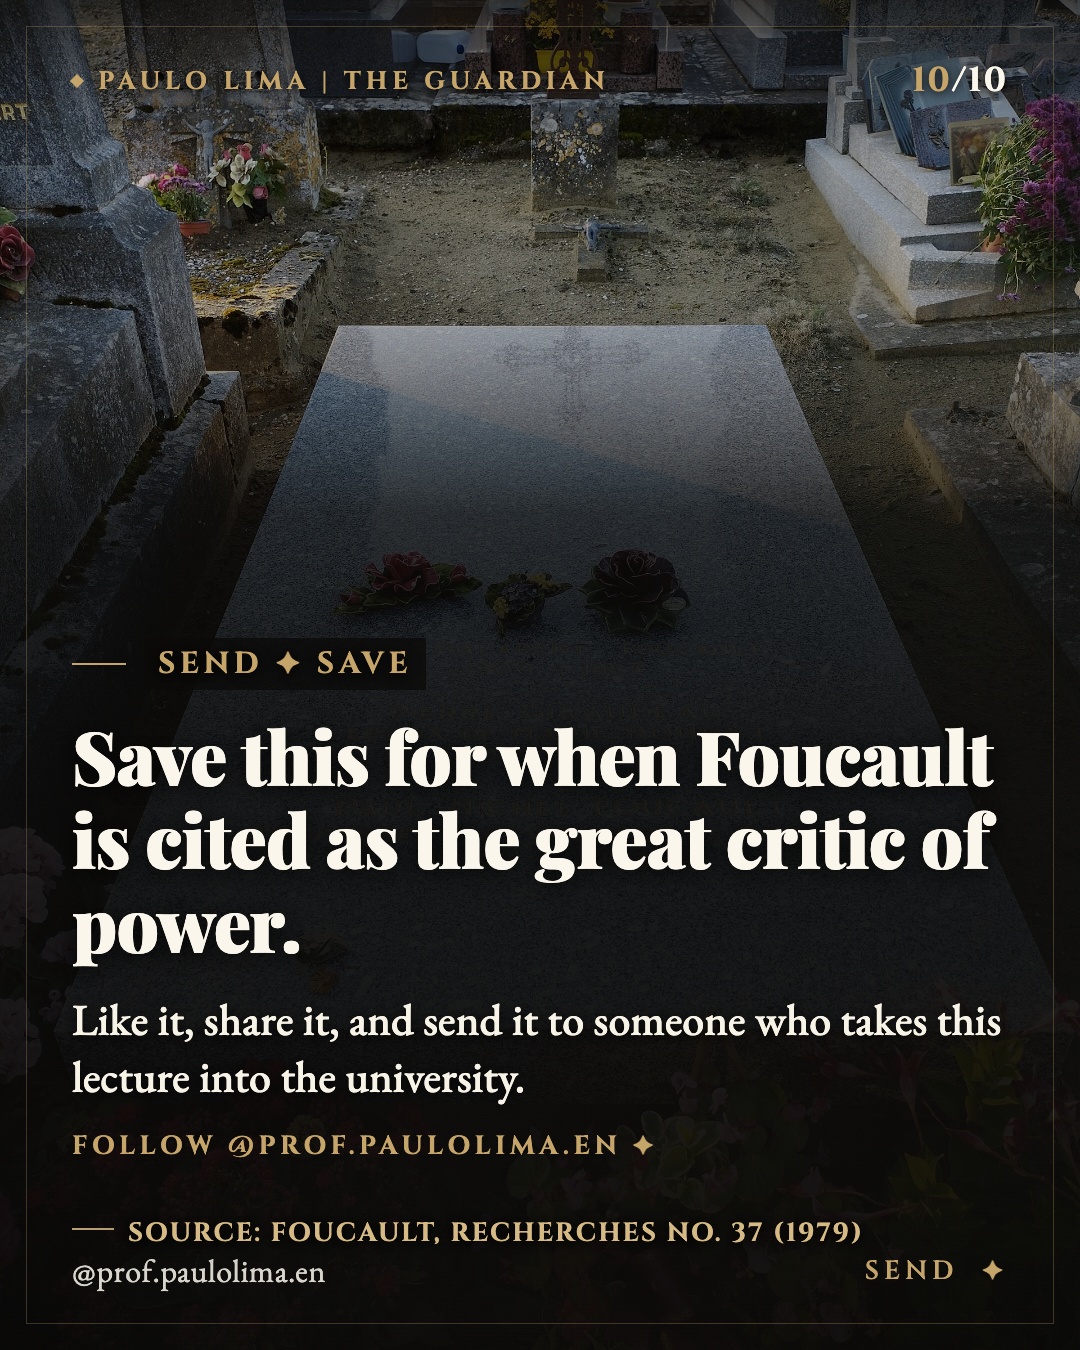 PAULO LIMA | THE GUARDIAN
10/10
ERT
SEND ✦ SAVE
Save this for when Foucault
is cited as the great critic of
power.
Like it, share it, and send it to someone who takes this
lecture into the university.
FOLLOW @PROF.PAULOLIMA.EN ✦
SOURCE: FOUCAULT, RECHERCHES NO. 37 (1979)
@prof.paulolima.en
SEND ✦